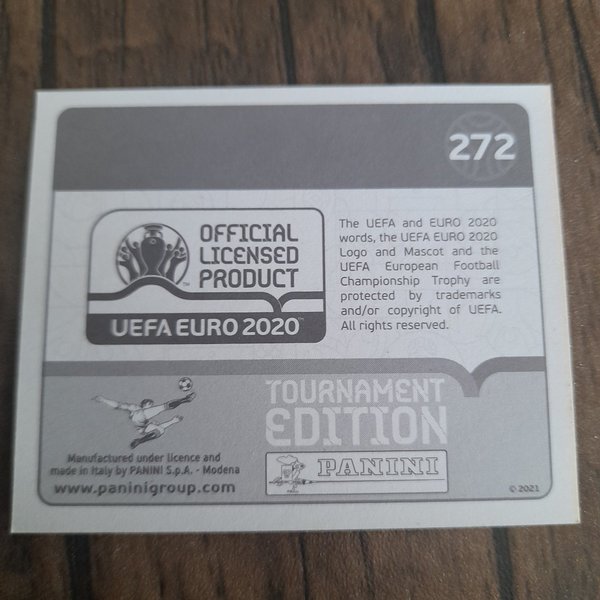 272
OFFICIAL
LICENSED
PRODUCT
™
UEFA EURO 2020™
The UEFA and EURO 2020
words, the UEFA EURO 2020
Logo and Mascot and the
UEFA European Football
Championship Trophy are
protected by trademarks
and/or copyright of UEFA.
All rights reserved.
TOURNAMENT
EDITION
Manufactured under licence and
made in Italy by PANINI S.p.A. - Modena
www.paninigroup.com
PANINI
© 2021